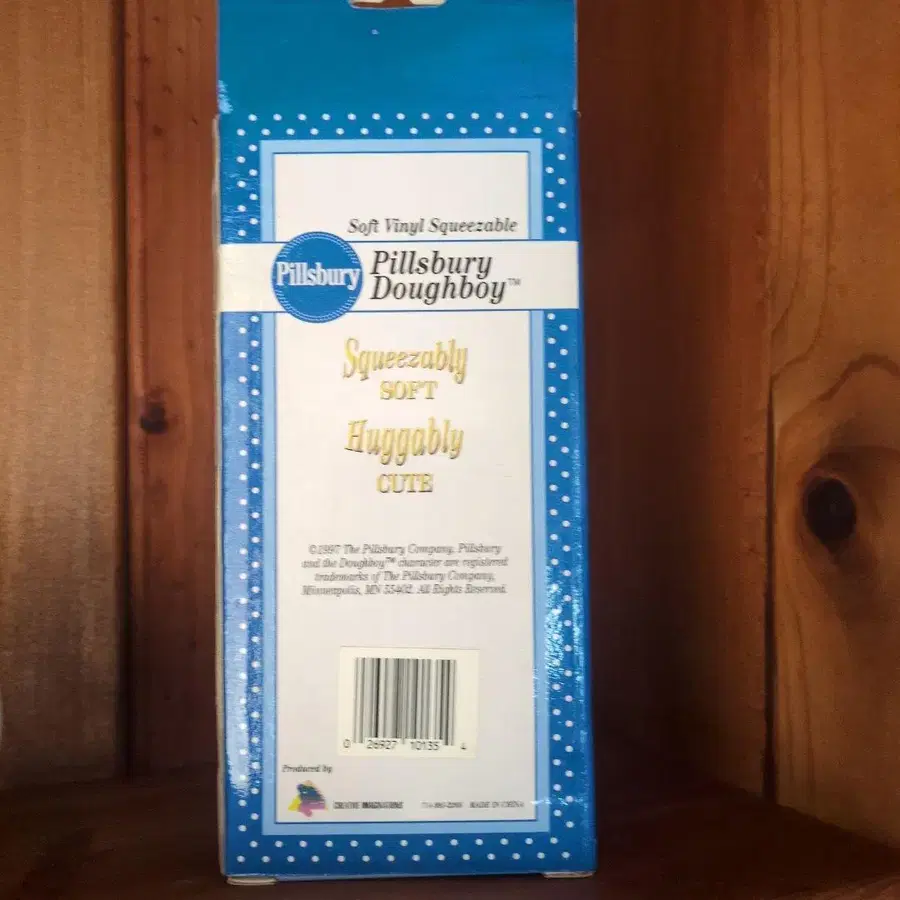 Soft Vinyl Squeezable
Pillsbury
Pillsbury
Doughboy™
Squeezably
SOFT
Huggably
CUTE
©1997 The Pillsbury Company. Pillsbury
and the Doughboy™ character are registered
trademarks of The Pillsbury Company,
Minneapolis, MN 55402. All Rights Reserved.
0 26927 10135 4
Produced by
CREATIVE IMAGINATIONS MADE IN CHINA